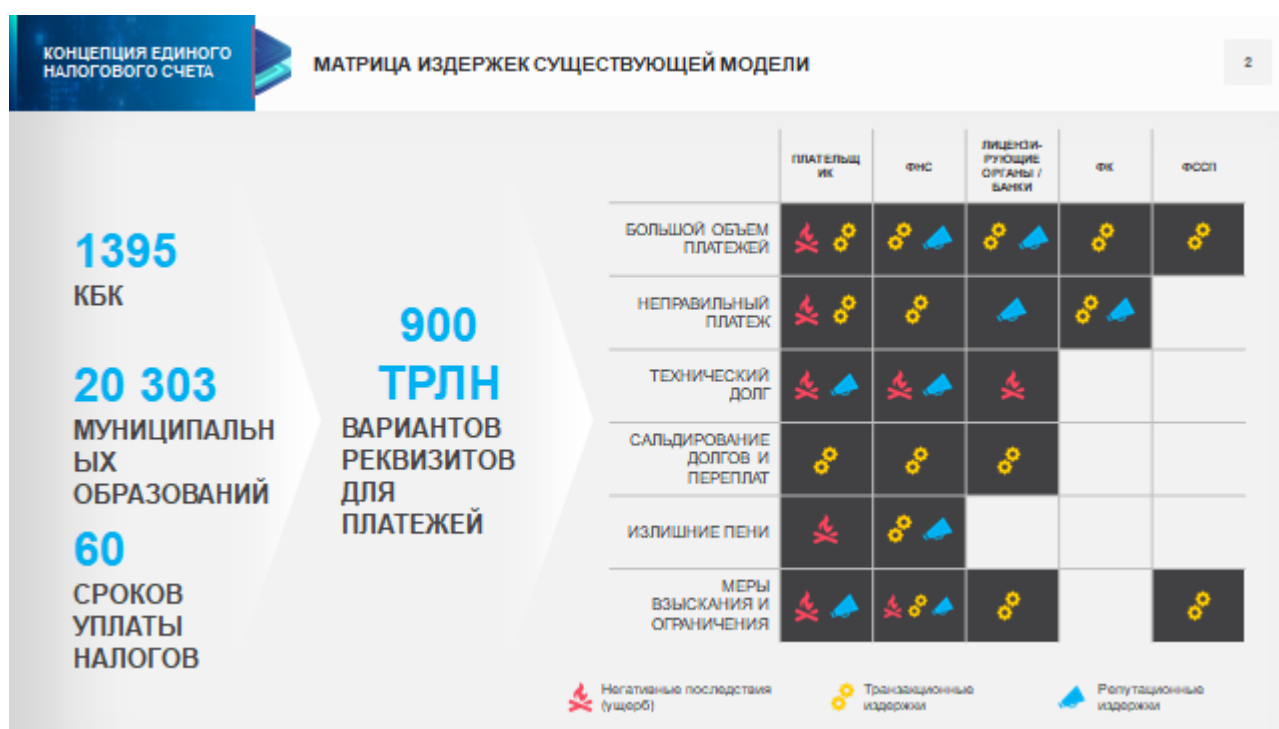 КОНЦЕПЦИЯ ЕДИНОГО
НАЛОГОВОГО СЧЕТА
МАТРИЦА ИЗДЕРЖЕК СУЩЕСТВУЮЩЕЙ МОДЕЛИ
2
1395
КБК
20 303
МУНИЦИПАЛЬН
ЫХ
ОБРАЗОВАНИЙ
60
СРОКОВ
УПЛАТЫ
НАЛОГОВ
900
ТРЛН
ВАРИАНТОВ
РЕКВИЗИТОВ
ДЛЯ
ПЛАТЕЖЕЙ
ПЛАТЕЛЬЩ
ИК
ФНС
ЛИЦЕНЗИ-
РУЮЩИЕ
ОРГАНЫ /
БАНКИ
ФК
ФССП
БОЛЬШОЙ ОБЪЕМ
ПЛАТЕЖЕЙ
НЕПРАВИЛЬНЫЙ
ПЛАТЕЖ
ТЕХНИЧЕСКИЙ
ДОЛГ
САЛЬДИРОВАНИЕ
ДОЛГОВ И
ПЕРЕПЛАТ
ИЗЛИШНИЕ ПЕНИ
МЕРЫ
ВЗЫСКАНИЯ И
ОГРАНИЧЕНИЯ
Негативные последствия
(ущерб)
Транзакционные
издержки
Репутационные
издержки